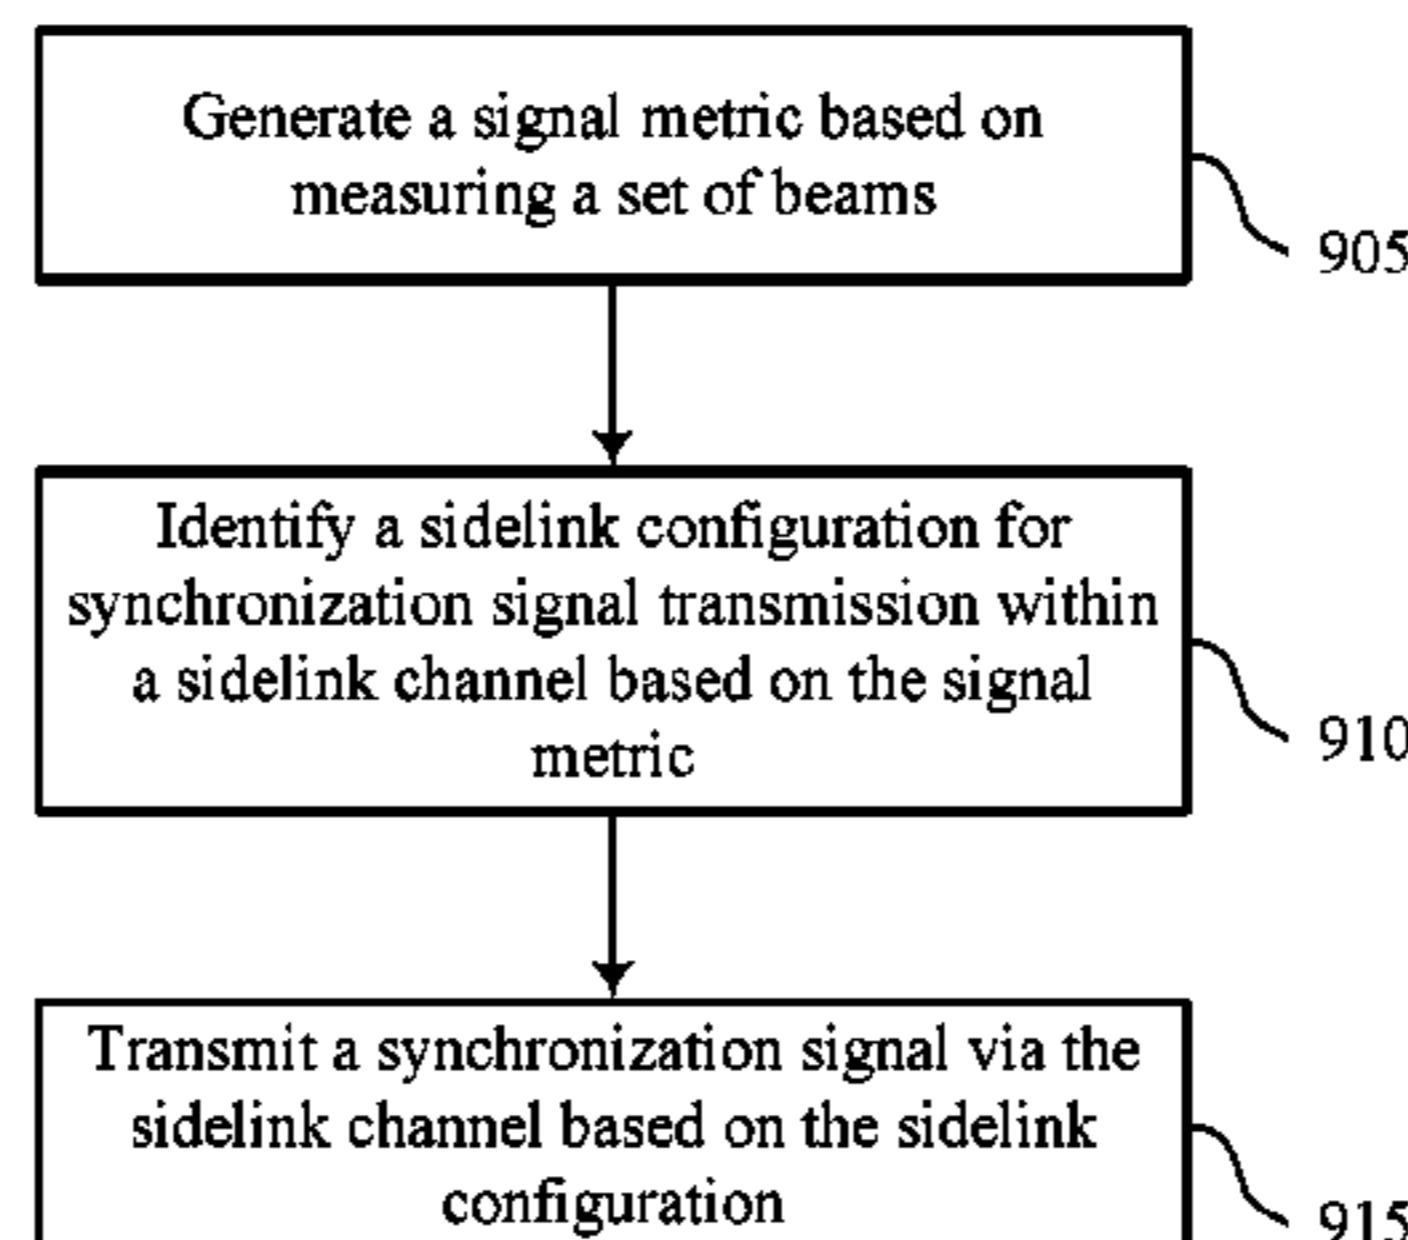 Generate a signal metric based on
measuring a set of beams
905
Identify a sidelink configuration for
synchronization signal transmission within
a sidelink channel based on the signal
metric
910
Transmit a synchronization signal via the
sidelink channel based on the sidelink
configuration
915